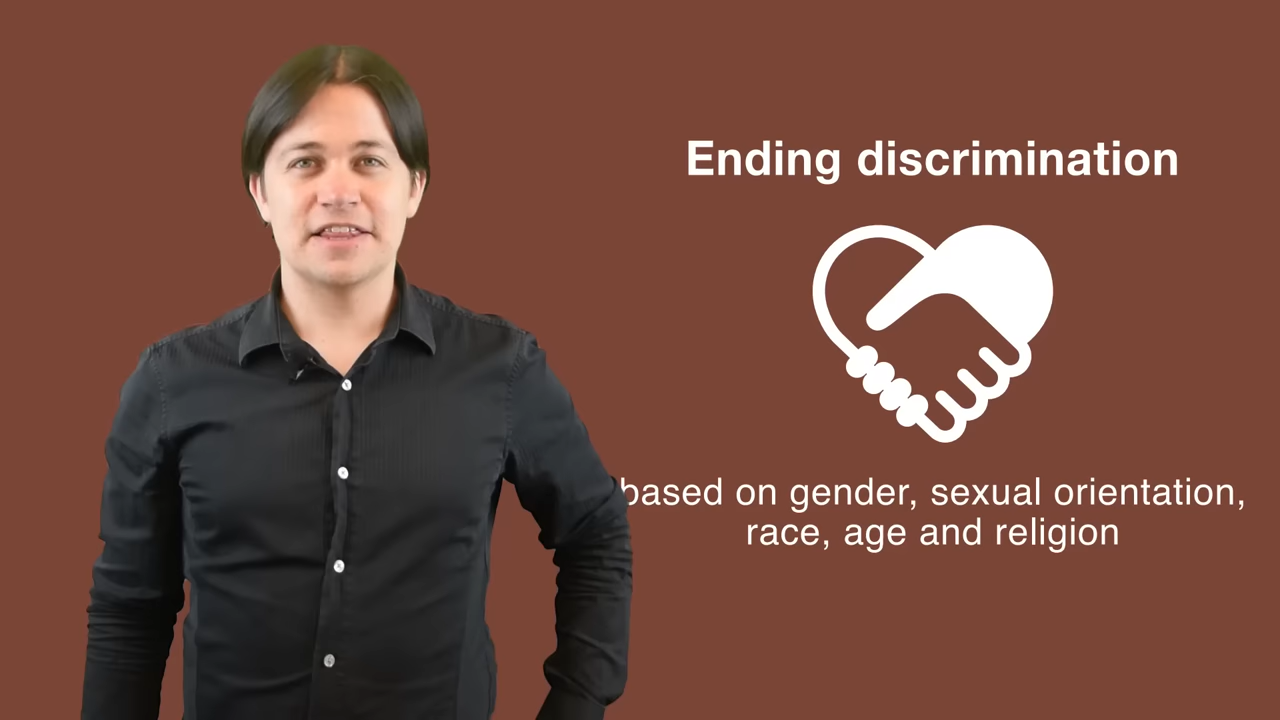 Ending discrimination
based on gender, sexual orientation,
race, age and religion